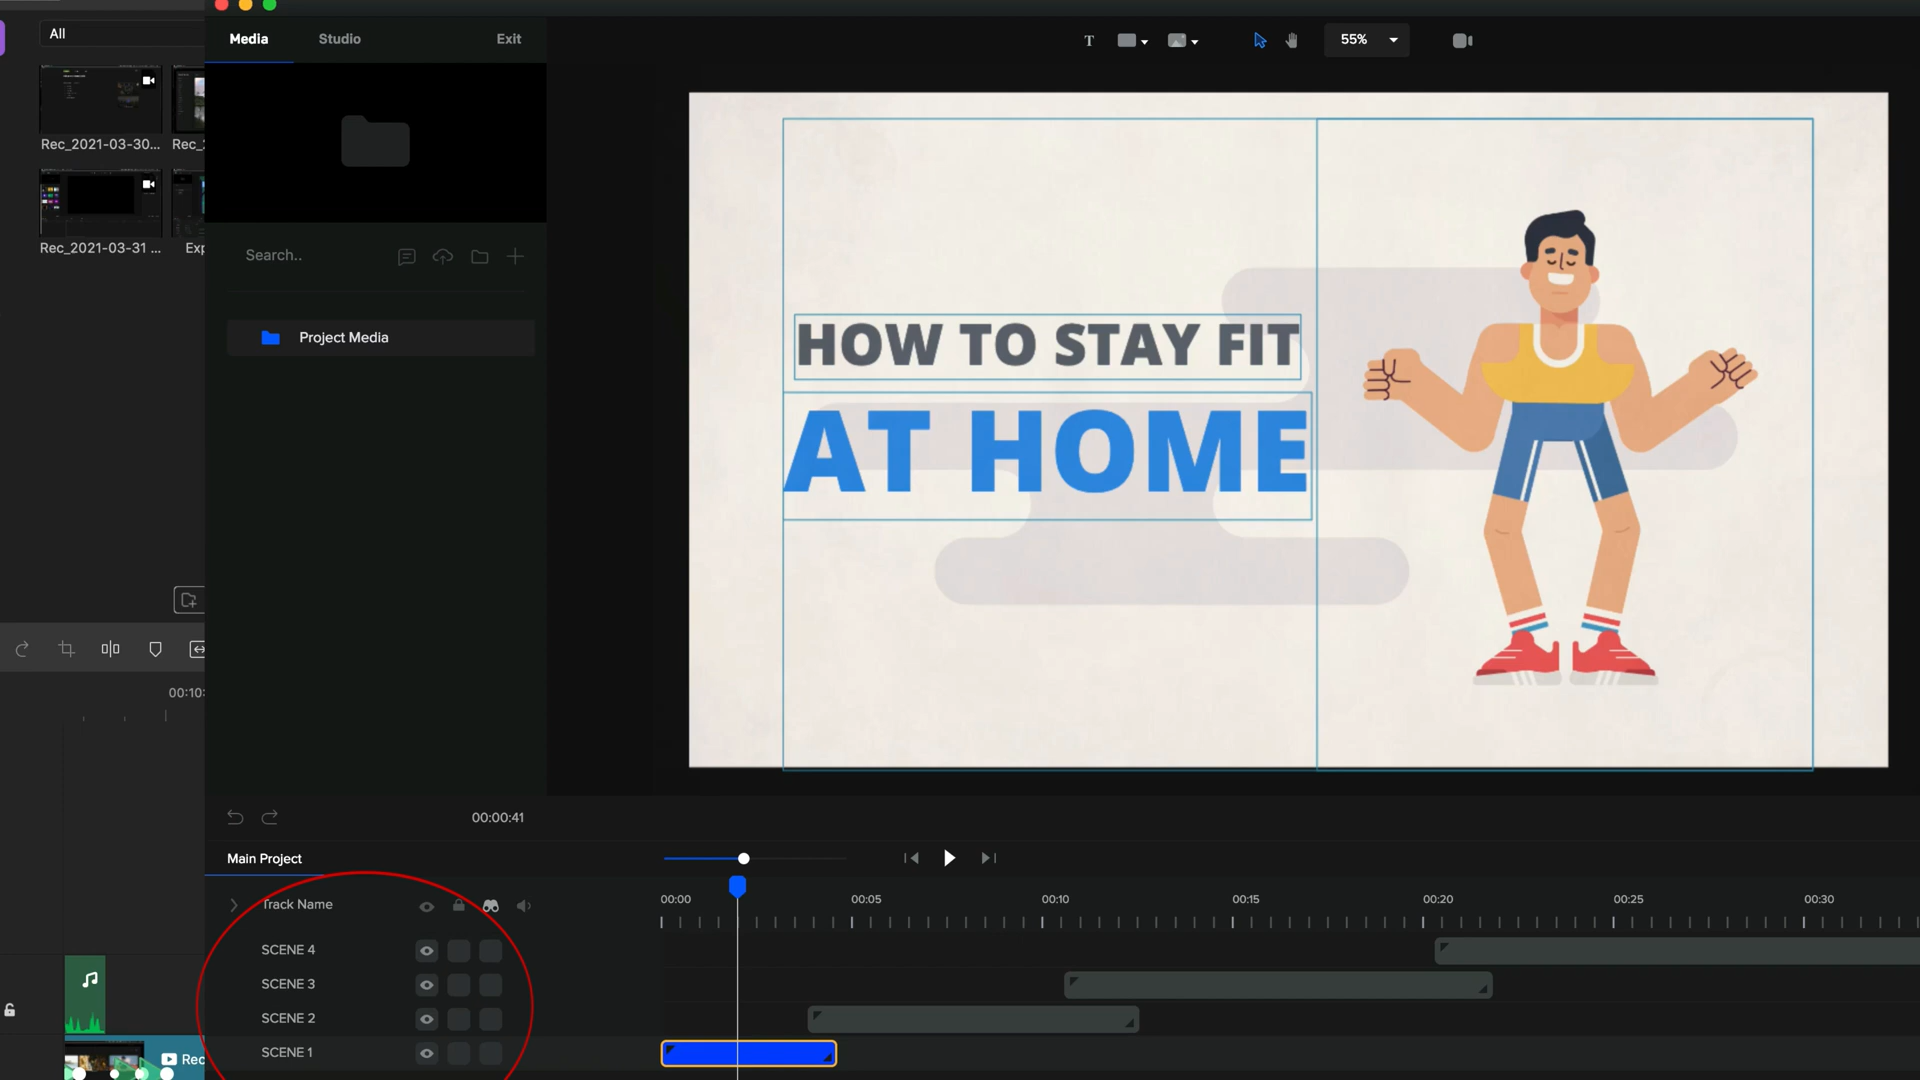 All
Media
Studio
Exit
T
55%
Rec_2021-03-30...
Rec_
Rec_2021-03-31 ...
Exp
Search..
Project Media
HOW TO STAY FIT
AT HOME
00:10:
00:00:41
Main Project
Track Name
00:00
00:05
00:10
00:15
00:20
00:25
00:30
SCENE 4
SCENE 3
SCENE 2
SCENE 1
Rec